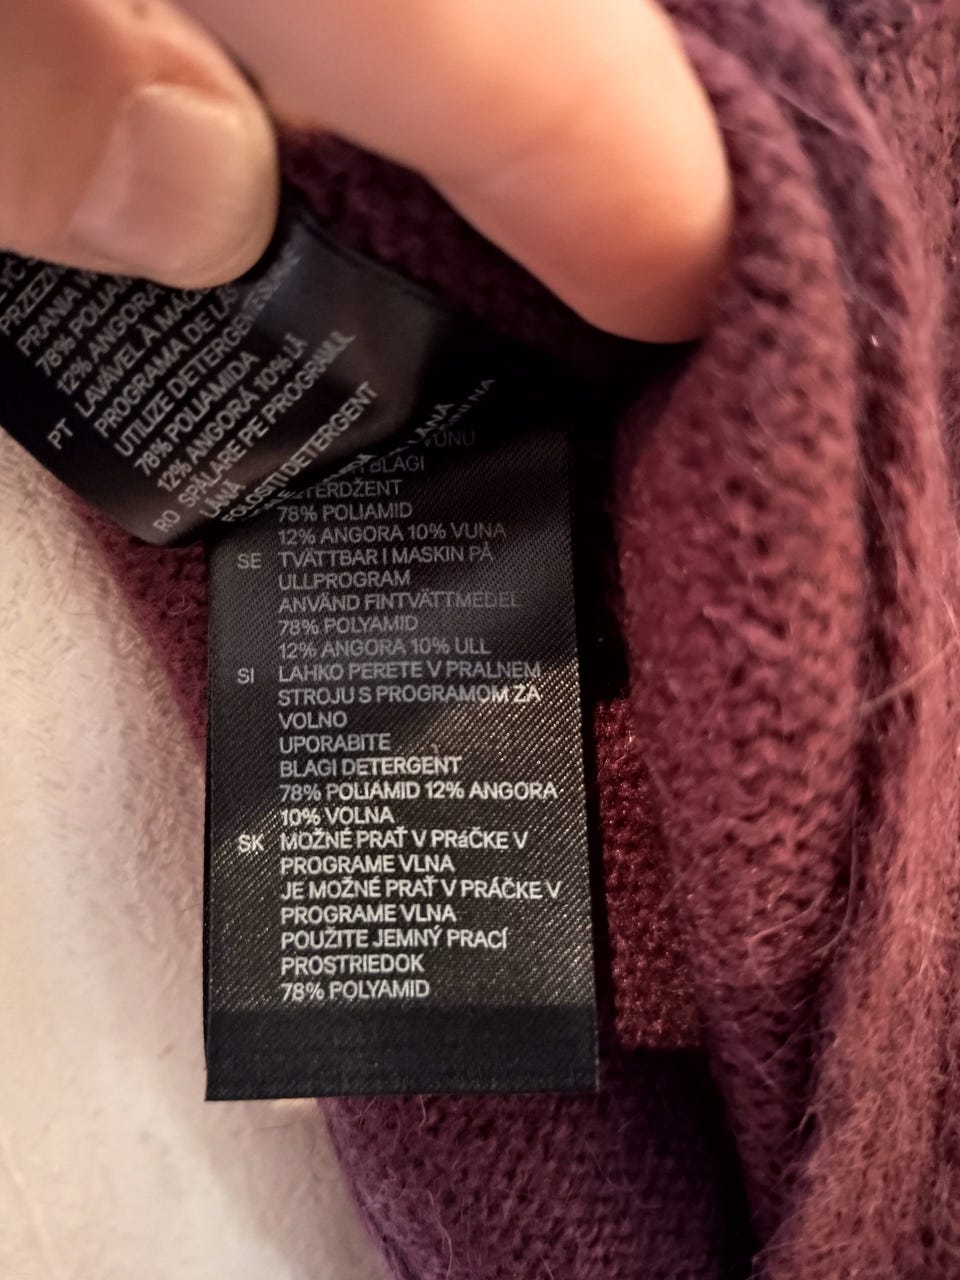 PRANIA
78% POLIA
12% ANGORA
PT LAVÁVEL À MÁQ
PROGRAMA DE LÃ
UTILIZE DETERGENTE
78% POLIAMIDA
12% ANGORÁ 10% LÃ
RO SPĂLARE PE PROGRAMUL
LÂNĂ
FOLOSIȚI DETERGENT
LÂNĂ
VUNU
BLAGI
78% POLIAMID
12% ANGORA 10% VUNA
SE TVÄTTBAR I MASKIN PÅ
ULLPROGRAM
ANVÄND FINTVÄTTMEDEL
78% POLYAMID
12% ANGORA 10% ULL
SI LAHKO PERETE V PRALNEM
STROJU S PROGRAMOM ZA
VOLNO
UPORABITE
BLAGI DETERGENT
78% POLIAMID 12% ANGORA
10% VOLNA
SK MOŽNÉ PRAŤ V PRáČKE V
PROGRAME VLNA
JE MOŽNÉ PRAŤ V PRÁČKE V
PROGRAME VLNA
POUŽITE JEMNÝ PRACÍ
PROSTRIEDOK
78% POLYAMID